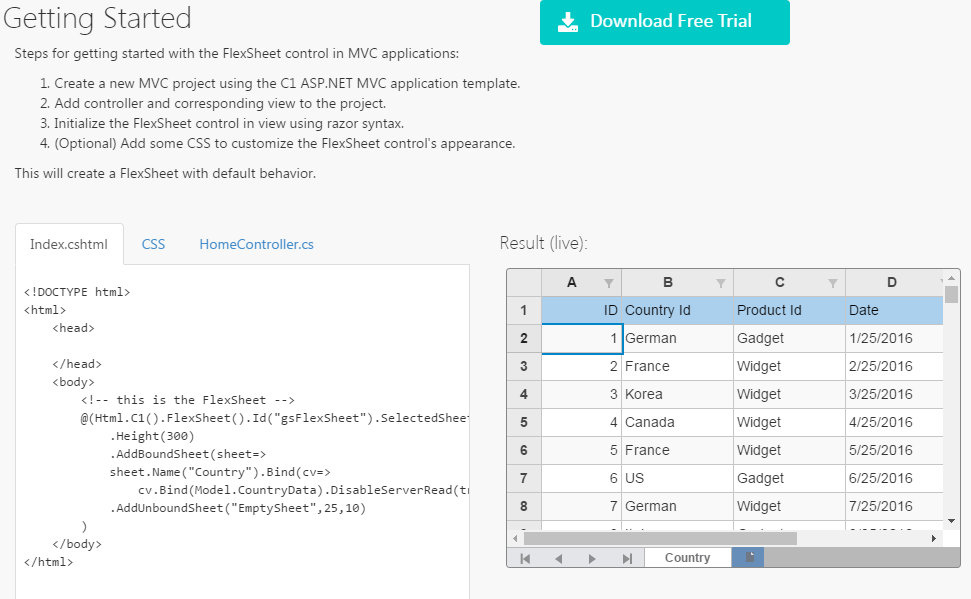 Getting Started
Download Free Trial
Steps for getting started with the FlexSheet control in MVC applications:
1. Create a new MVC project using the C1 ASP.NET MVC application template.
2. Add controller and corresponding view to the project.
3. Initialize the FlexSheet control in view using razor syntax.
4. (Optional) Add some CSS to customize the FlexSheet control's appearance.
This will create a FlexSheet with default behavior.
Index.cshtml CSS HomeController.cs
<!DOCTYPE html>
<html>
<head>
</head>
<body>
<!-- this is the FlexSheet -->
@(Html.C1().FlexSheet().Id("gsFlexSheet").SelectedSheet
.Height(300)
.AddBoundSheet(sheet=>
sheet.Name("Country").Bind(cv=>
cv.Bind(Model.CountryData).DisableServerRead(tr
.AddUnboundSheet("EmptySheet",25,10)
)
</body>
</html>
Result (live):
A B C D
1 ID Country Id Product Id Date
2 1 German Gadget 1/25/2016
3 2 France Widget 2/25/2016
4 3 Korea Widget 3/25/2016
5 4 Canada Widget 4/25/2016
6 5 France Widget 5/25/2016
7 6 US Gadget 6/25/2016
8 7 German Widget 7/25/2016
Country